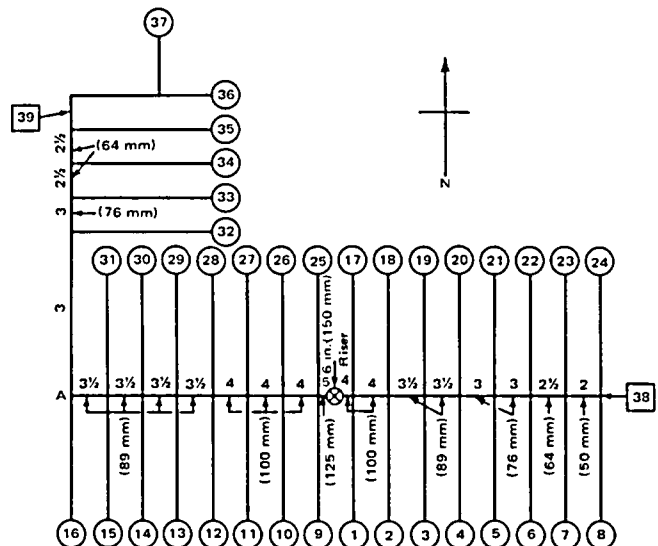 37
36
39
35
2½
(64 mm)
34
2½
33
3
(76 mm)
32
N
31 30 29 28 27 26 25 17 18 19 20 21 22 23 24
3
6 in.(150 mm)
Riser
A 3½ 3½ 3½ 3½ 4 4 4 5 4 4 3½ 3½ 3 3 2½ 2 38
(89 mm) (100 mm) (125 mm) (100 mm) (89 mm) (76 mm) (64 mm) (50 mm)
16 15 14 13 12 11 10 9 1 2 3 4 5 6 7 8